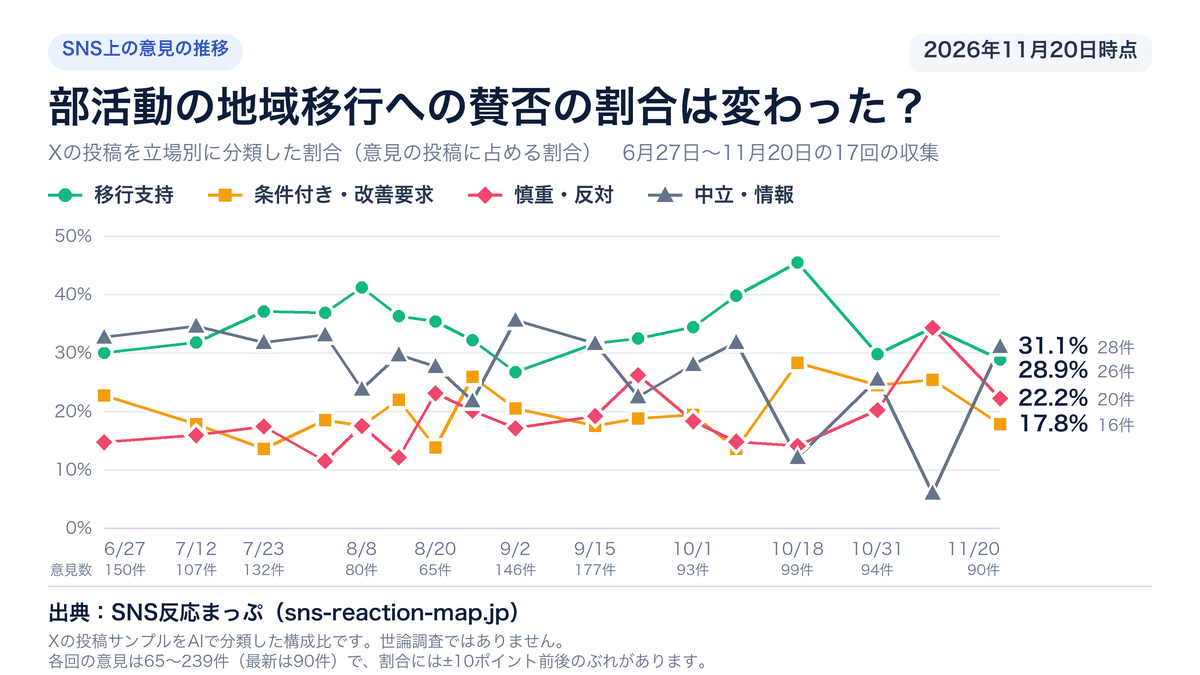 SNS上の意見の推移
2026年11月20日時点
部活動の地域移行への賛否の割合は変わった？
Xの投稿を立場別に分類した割合（意見の投稿に占める割合） 6月27日〜11月20日の17回の収集
移行支持 条件付き・改善要求 慎重・反対 中立・情報
50%
40%
30%
20%
10%
0%
31.1% 28件
28.9% 26件
22.2% 20件
17.8% 16件
6/27 7/12 7/23 8/8 8/20 9/2 9/15 10/1 10/18 10/31 11/20
意見数 150件 107件 132件 80件 65件 146件 177件 93件 99件 94件 90件
出典：SNS反応まっぷ（sns-reaction-map.jp）
Xの投稿サンプルをAIで分類した構成比です。世論調査ではありません。
各回の意見は65〜239件（最新は90件）で、割合には±10ポイント前後のぶれがあります。